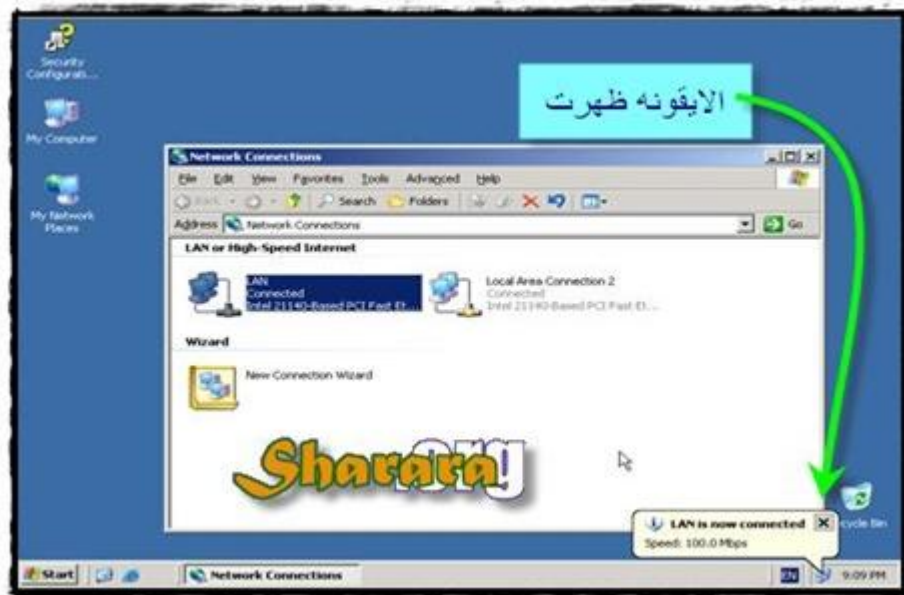 Security
Configurati...
My Computer
My Network
Places
الايقونه ظهرت
Network Connections
File Edit View Favorites Tools Advanced Help
Back Search Folders
Address Network Connections Go
LAN or High-Speed Internet
LAN
Connected
Intel 21140-Based PCI Fast Et...
Local Area Connection 2
Connected
Intel 21140-Based PCI Fast Et...
Wizard
New Connection Wizard
Sharara.org
LAN is now connected
Speed: 100.0 Mbps
cycle Bin
Start
Network Connections
EN
9:09 PM